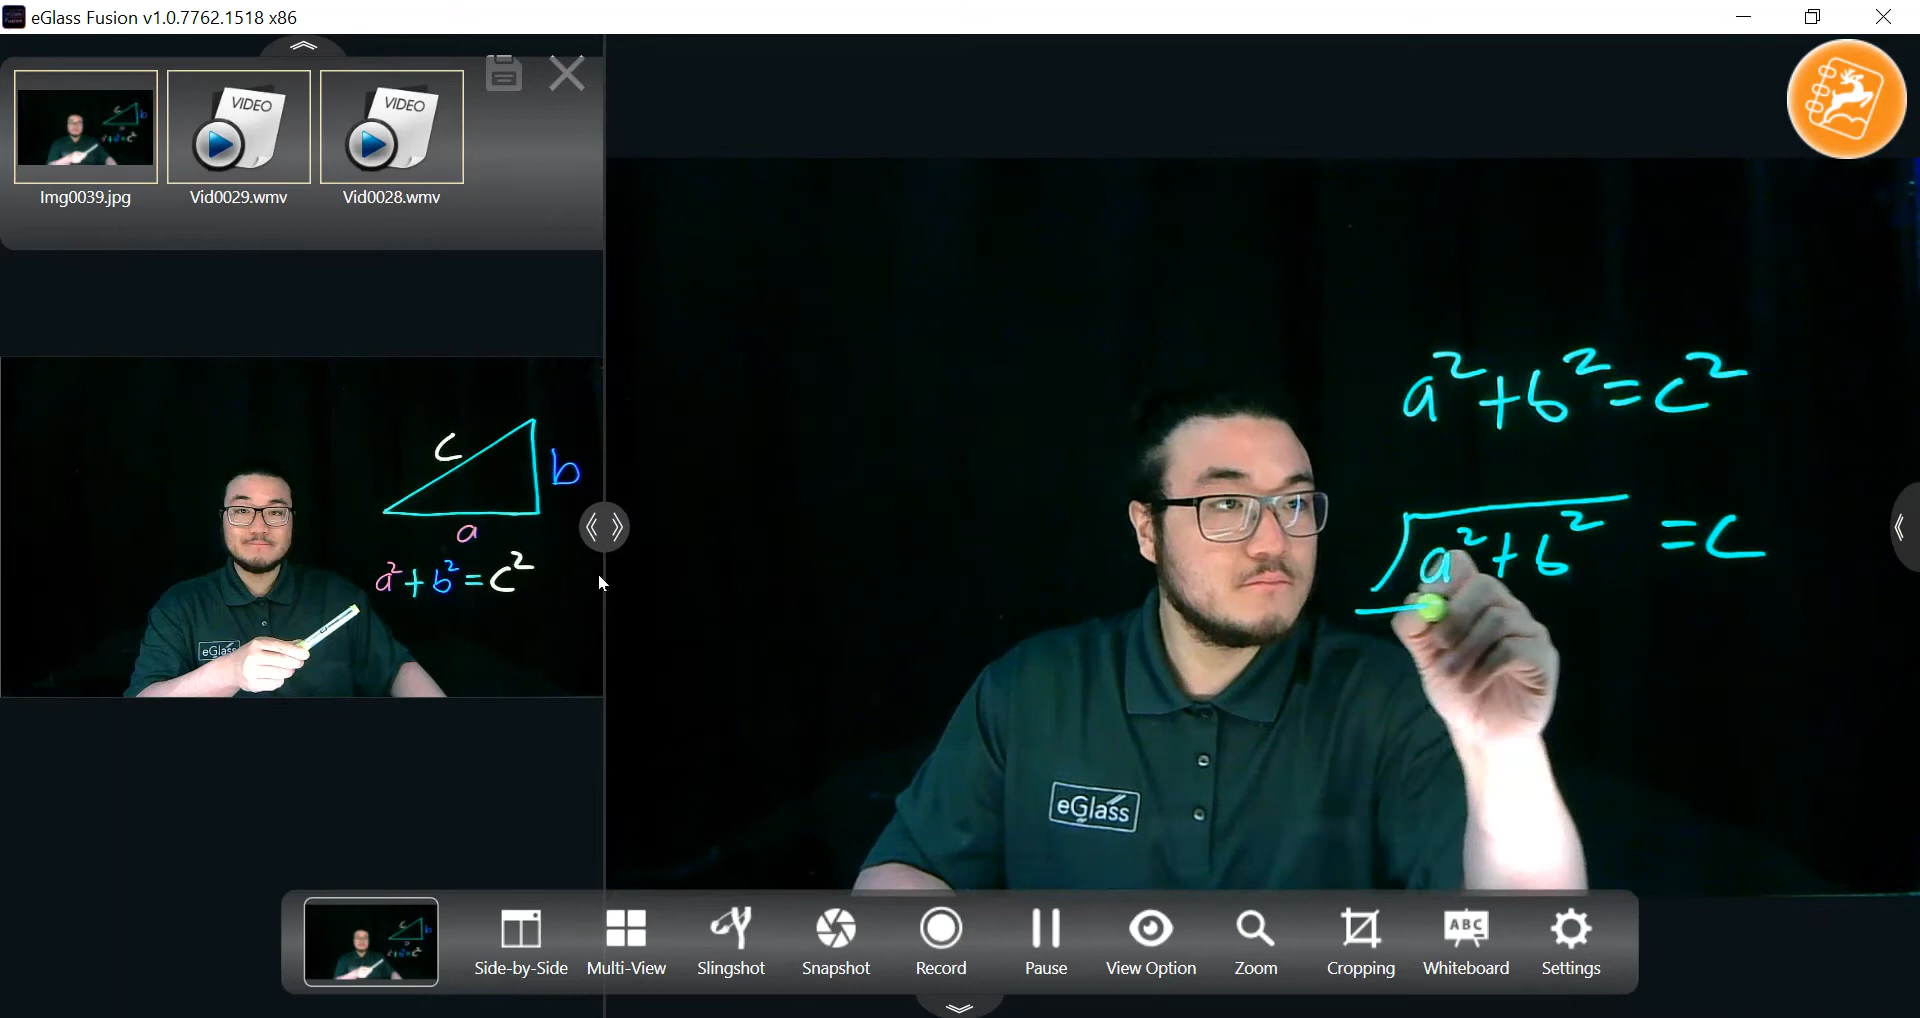 eGlass Fusion v1.0.7762.1518 x86
VIDEO
VIDEO
Img0039.jpg
Vid0029.wmv
Vid0028.wmv
c
b
a
a²+b²=c²
eGlass
a²+b²=c²
√a²+b² =c
eGlass
Side-by-Side
Multi-View
Slingshot
Snapshot
Record
Pause
View Option
Zoom
Cropping
ABC
Whiteboard
Settings